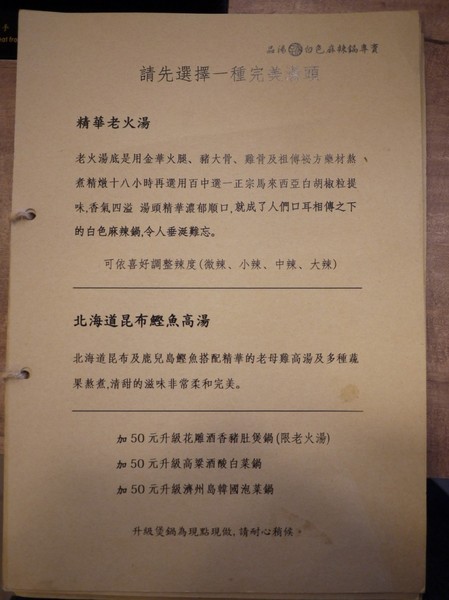 品湯 白色麻辣鍋專賣
請先選擇一種完美湯頭
精華老火湯
老火湯底是用金華火腿、豬大骨、雞骨及祖傳祕方藥材熬
煮精燉十八小時再選用百中選一正宗馬來西亞白胡椒粒提
味,香氣四溢 湯頭精華濃郁順口,就成了人們口耳相傳之下
的白色麻辣鍋,令人垂涎難忘。
可依喜好調整辣度(微辣、小辣、中辣、大辣)
北海道昆布鰹魚高湯
北海道昆布及鹿兒島鰹魚搭配精華的老母雞高湯及多種蔬
果熬煮,清甜的滋味非常柔和完美。
加 50 元升級花雕酒香豬肚煲鍋(限老火湯)
加 50 元升級高粱酒酸白菜鍋
加 50 元升級濟州島韓國泡菜鍋
升級煲鍋為現點現做,請耐心稍候。